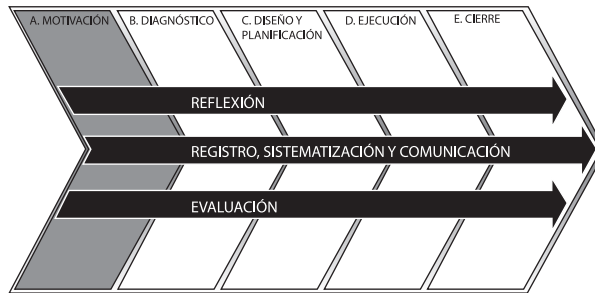 A. MOTIVACIÓN
B. DIAGNÓSTICO
C. DISEÑO Y
PLANIFICACIÓN
D. EJECUCIÓN
E. CIERRE
REFLEXIÓN
REGISTRO, SISTEMATIZACIÓN Y COMUNICACIÓN
EVALUACIÓN